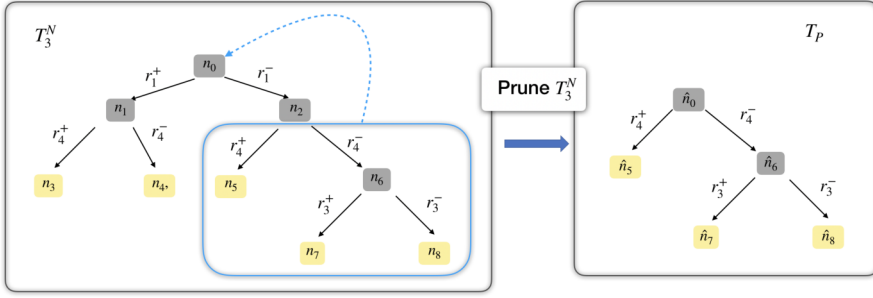 T_3^N
T_P
n_0
r_1^+
r_1^-
Prune T_3^N
n_1
n_2
n̂_0
r_4^+
r_4^-
r_4^+
r_4^-
r_4^+
r_4^-
n_3
n_4,
n_5
n_6
n̂_5
n̂_6
r_3^+
r_3^-
r_3^+
r_3^-
n_7
n_8
n̂_7
n̂_8